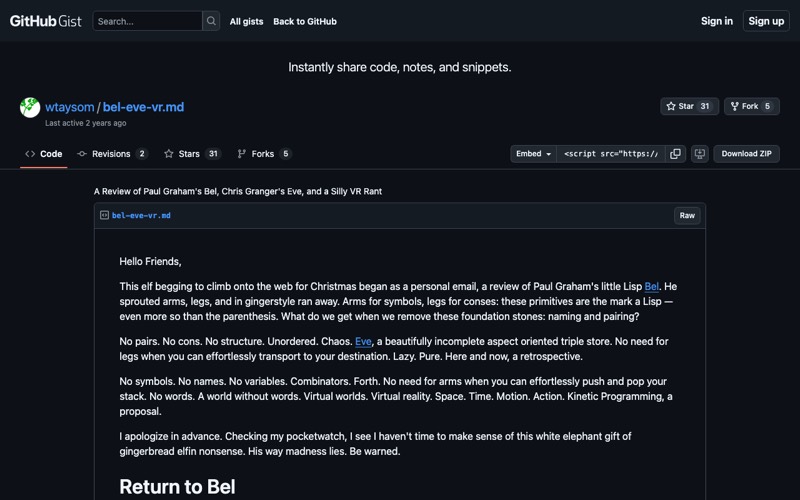 GitHub Gist
Search...
All gists
Back to GitHub
Sign in
Sign up
Instantly share code, notes, and snippets.
wtaysom / bel-eve-vr.md
Last active 2 years ago
Star 31
Fork 5
Code
Revisions 2
Stars 31
Forks 5
Embed
<script src="https:/
Download ZIP
A Review of Paul Graham's Bel, Chris Granger's Eve, and a Silly VR Rant
bel-eve-vr.md
Raw
Hello Friends,
This elf begging to climb onto the web for Christmas began as a personal email, a review of Paul Graham's little Lisp Bel. He
sprouted arms, legs, and in gingerstyle ran away. Arms for symbols, legs for conses: these primitives are the mark a Lisp —
even more so than the parenthesis. What do we get when we remove these foundation stones: naming and pairing?
No pairs. No cons. No structure. Unordered. Chaos. Eve, a beautifully incomplete aspect oriented triple store. No need for
legs when you can effortlessly transport to your destination. Lazy. Pure. Here and now, a retrospective.
No symbols. No names. No variables. Combinators. Forth. No need for arms when you can effortlessly push and pop your
stack. No words. A world without words. Virtual worlds. Virtual reality. Space. Time. Motion. Action. Kinetic Programming, a
proposal.
I apologize in advance. Checking my pocketwatch, I see I haven't time to make sense of this white elephant gift of
gingerbread elfin nonsense. His way madness lies. Be warned.
Return to Bel